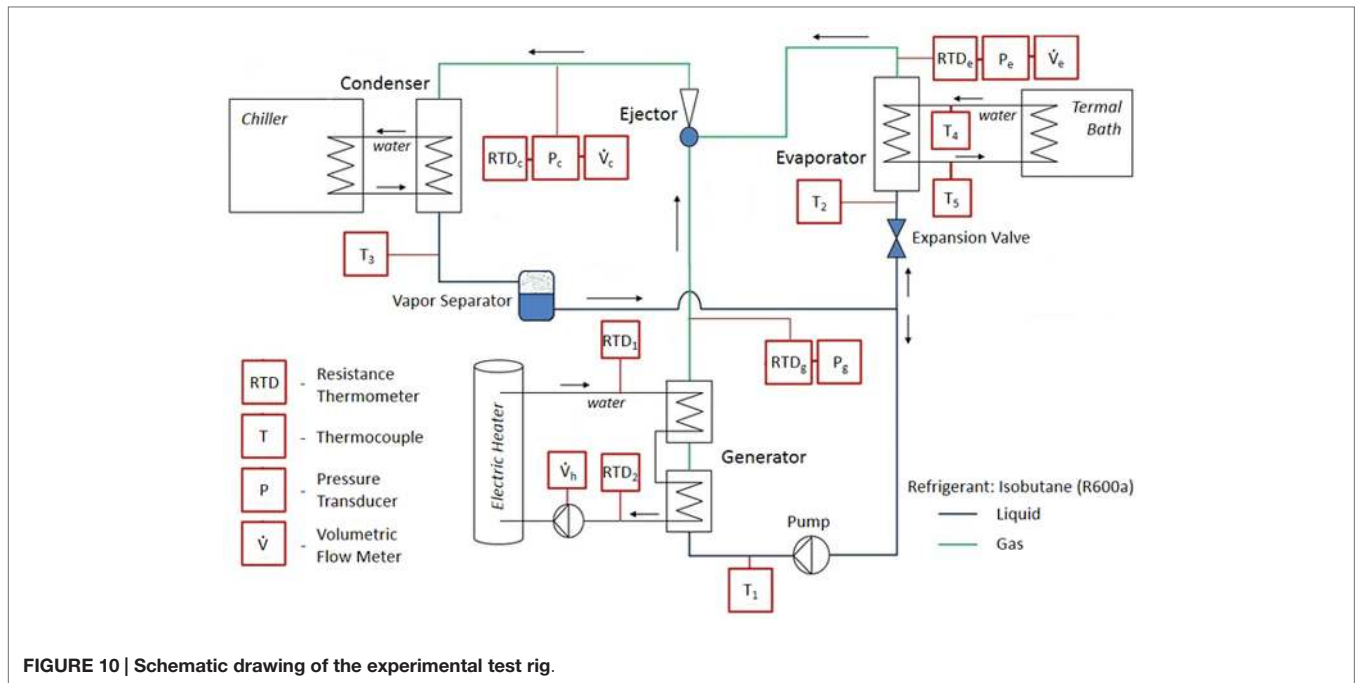 Condenser
Chiller
water
RTDc
Pc
V̇c
Ejector
RTDe
Pe
V̇e
Termal
Bath
water
T4
Evaporator
T2
T5
Expansion Valve
T3
Vapor Separator
RTD1
RTDg
Pg
RTD
-
Resistance
Thermometer
T
-
Thermocouple
P
-
Pressure
Transducer
V̇
-
Volumetric
Flow Meter
Electric Heater
water
V̇h
RTD2
Generator
Pump
T1
Refrigerant: Isobutane (R600a)
Liquid
Gas
FIGURE 10 | Schematic drawing of the experimental test rig.